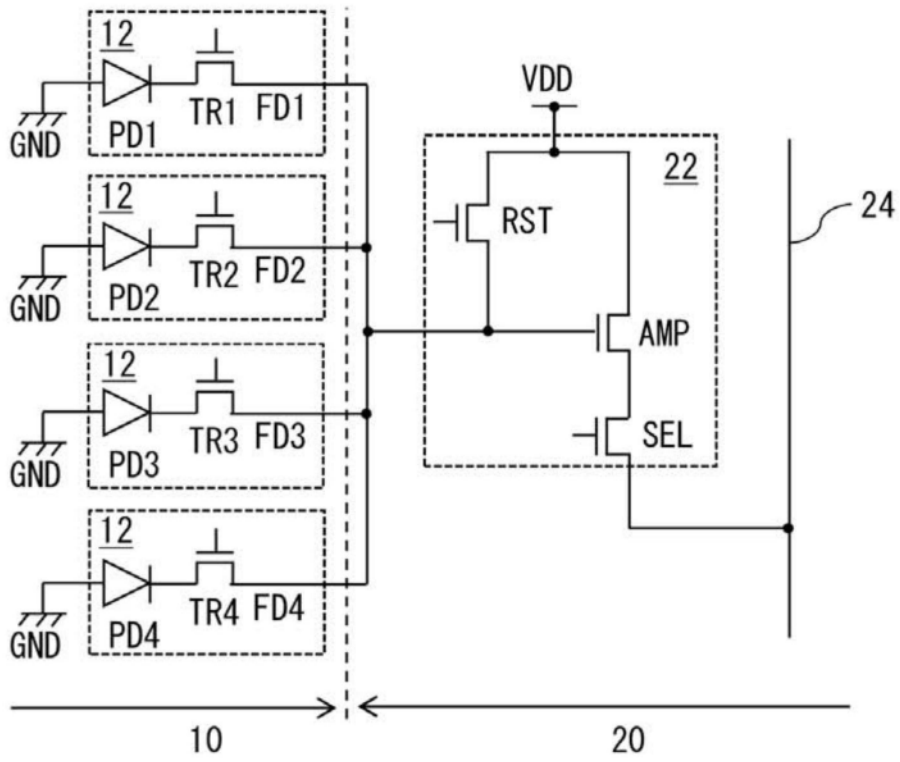 12
GND
PD1
TR1
FD1
12
GND
PD2
TR2
FD2
12
GND
PD3
TR3
FD3
12
GND
PD4
TR4
FD4
VDD
22
RST
AMP
SEL
24
10
20